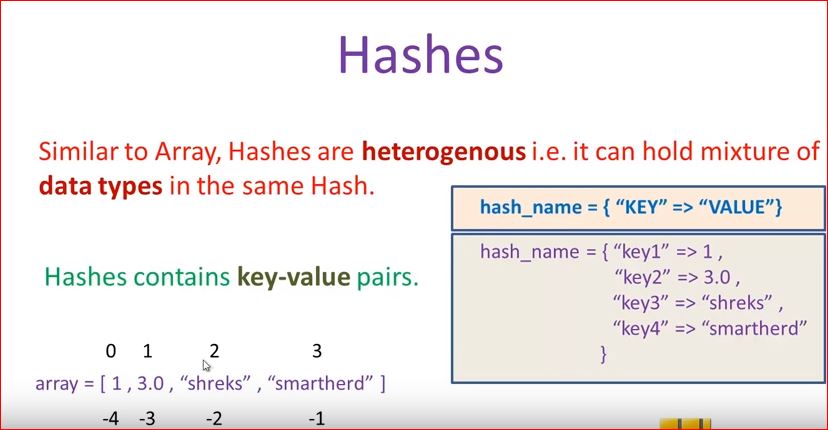 Hashes
Similar to Array, Hashes are heterogenous i.e. it can hold mixture of
data types in the same Hash.
hash_name = { “KEY” => “VALUE”}
hash_name = { “key1” => 1 ,
“key2” => 3.0 ,
“key3” => “shreks” ,
“key4” => “smartherd”
}
Hashes contains key-value pairs.
0 1 2 3
array = [ 1 , 3.0 , “shreks” , “smartherd” ]
-4 -3 -2 -1